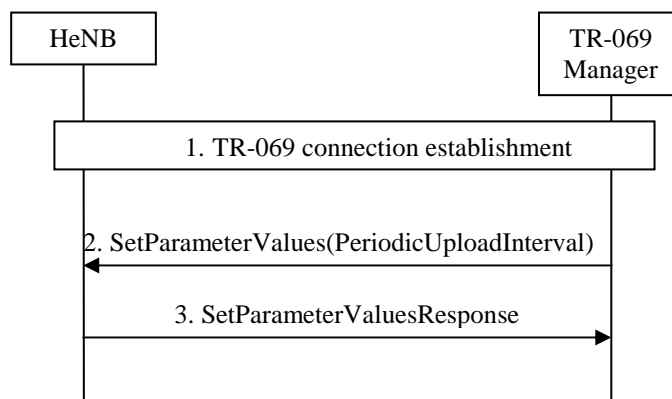 HeNB
TR-069
Manager
1. TR-069 connection establishment
2. SetParameterValues(PeriodicUploadInterval)
3. SetParameterValuesResponse